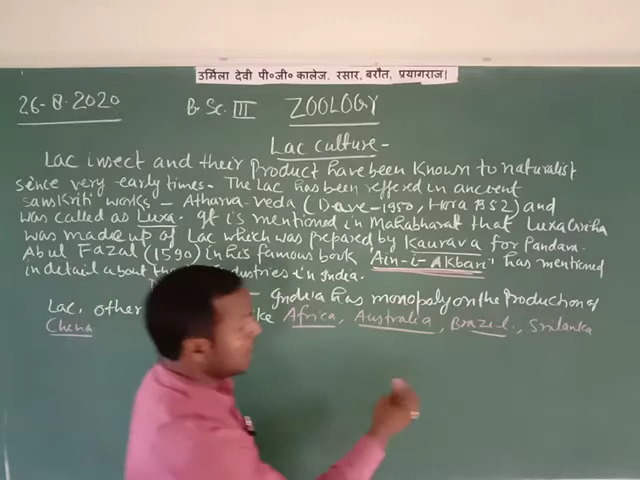 उर्मिला देवी पी०जी० कालेज. रसार, बरौत, प्रयागराज।
26-8-2020 B.Sc. III ZOOLOGY
Lac culture-
Lac insect and their Product have been known to naturalist
since very early times- The Lac has been reffered in ancient
sanskriti works - Atharva-veda (Dave-1950, Hora 1952) and
was called as Luxa. It is mentioned in Mahabharat that LuxaGriha
was made up of Lac which was prepared by Kaurava for Pandav.
Abul Fazal (1590) in his famous book 'Ain-i-Akbari' has mentioned
in detail about industries in India.
- India has monopoly on the Production of
Lac, other like Africa, Australia, Brazil, Srilanka
China